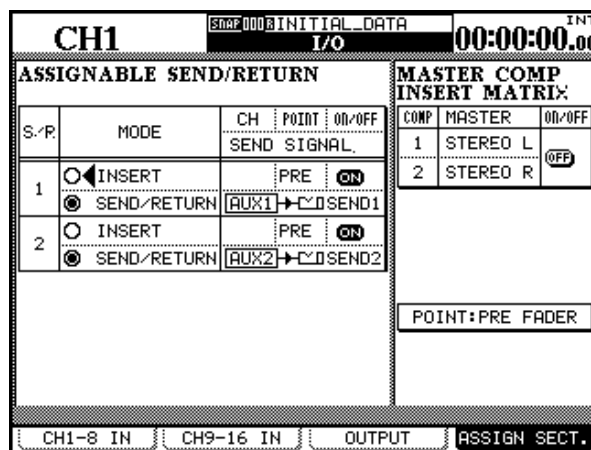 CH1
SNAP 000 B INITIAL_DATA
I/O
INT
00:00:00.00
ASSIGNABLE SEND/RETURN
S/R MODE CH POINT ON/OFF
SEND SIGNAL
1 INSERT PRE ON
SEND/RETURN AUX1 SEND1
2 INSERT PRE ON
SEND/RETURN AUX2 SEND2
MASTER COMP
INSERT MATRIX
COMP MASTER ON/OFF
1 STEREO L
OFF
2 STEREO R
POINT:PRE FADER
CH1-8 IN CH9-16 IN OUTPUT ASSIGN SECT.